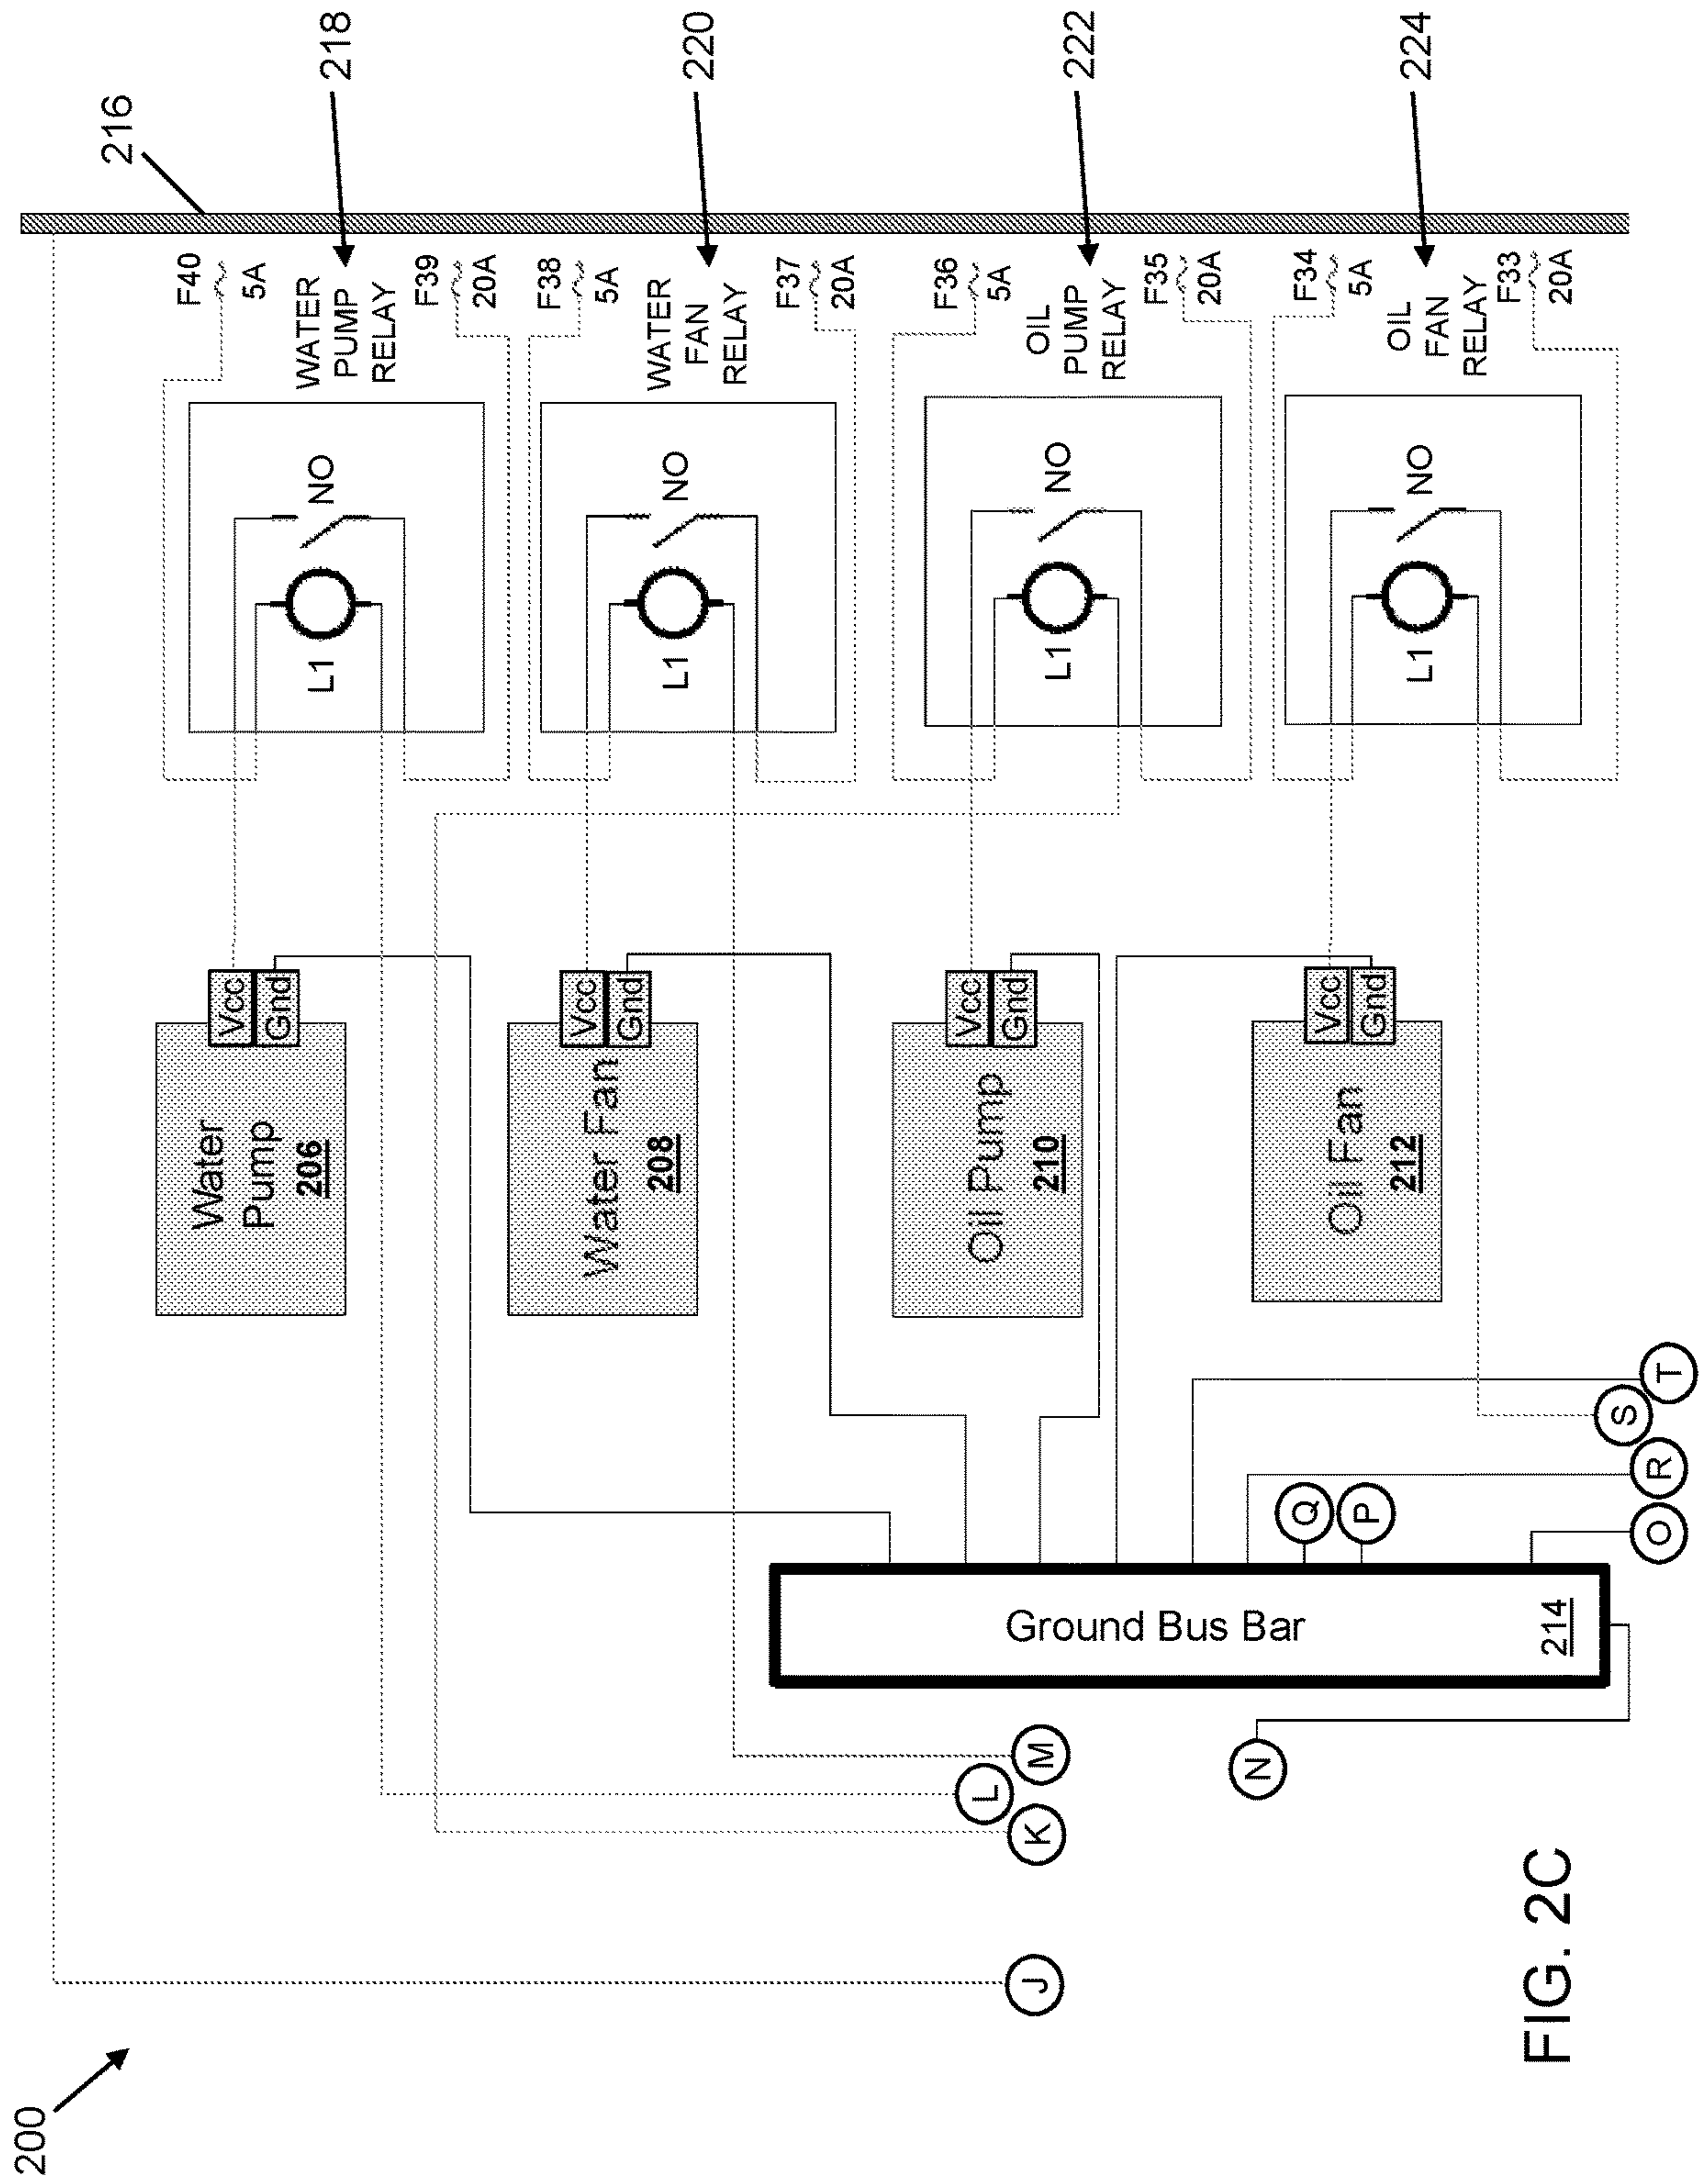 200
216
218
220
222
224
F40
5A
WATER
PUMP
RELAY
F39
20A
F38
5A
WATER
FAN
RELAY
F37
20A
F36
5A
OIL
PUMP
RELAY
F35
20A
F34
5A
OIL
FAN
RELAY
F33
20A
L1
NO
L1
NO
L1
NO
L1
NO
Vcc
Gnd
Water
Pump
206
Vcc
Gnd
Water Fan
208
Vcc
Gnd
Oil Pump
210
Vcc
Gnd
Oil Fan
212
Ground Bus Bar
214
J
K
L
M
N
O
P
Q
R
S
T
FIG. 2C